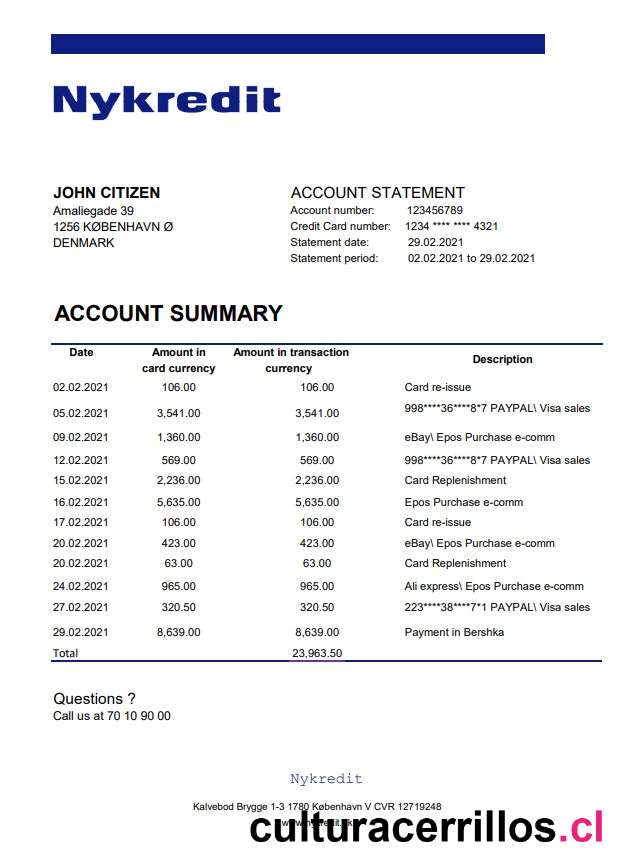 Nykredit
JOHN CITIZEN
Amaliegade 39
1256 KØBENHAVN Ø
DENMARK
ACCOUNT STATEMENT
Account number: 123456789
Credit Card number: 1234 **** **** 4321
Statement date: 29.02.2021
Statement period: 02.02.2021 to 29.02.2021
ACCOUNT SUMMARY
Date Amount in card currency Amount in transaction currency Description
02.02.2021 106.00 106.00 Card re-issue
05.02.2021 3,541.00 3,541.00 998****36****8*7 PAYPAL\ Visa sales
09.02.2021 1,360.00 1,360.00 eBay\ Epos Purchase e-comm
12.02.2021 569.00 569.00 998****36****8*7 PAYPAL\ Visa sales
15.02.2021 2,236.00 2,236.00 Card Replenishment
16.02.2021 5,635.00 5,635.00 Epos Purchase e-comm
17.02.2021 106.00 106.00 Card re-issue
20.02.2021 423.00 423.00 eBay\ Epos Purchase e-comm
20.02.2021 63.00 63.00 Card Replenishment
24.02.2021 965.00 965.00 Ali express\ Epos Purchase e-comm
27.02.2021 320.50 320.50 223****38****7*1 PAYPAL\ Visa sales
29.02.2021 8,639.00 8,639.00 Payment in Bershka
Total 23,963.50
Questions ?
Call us at 70 10 90 00
Nykredit
Kalvebod Brygge 1-3 1780 København V CVR 12719248
culturacerrillos.cl